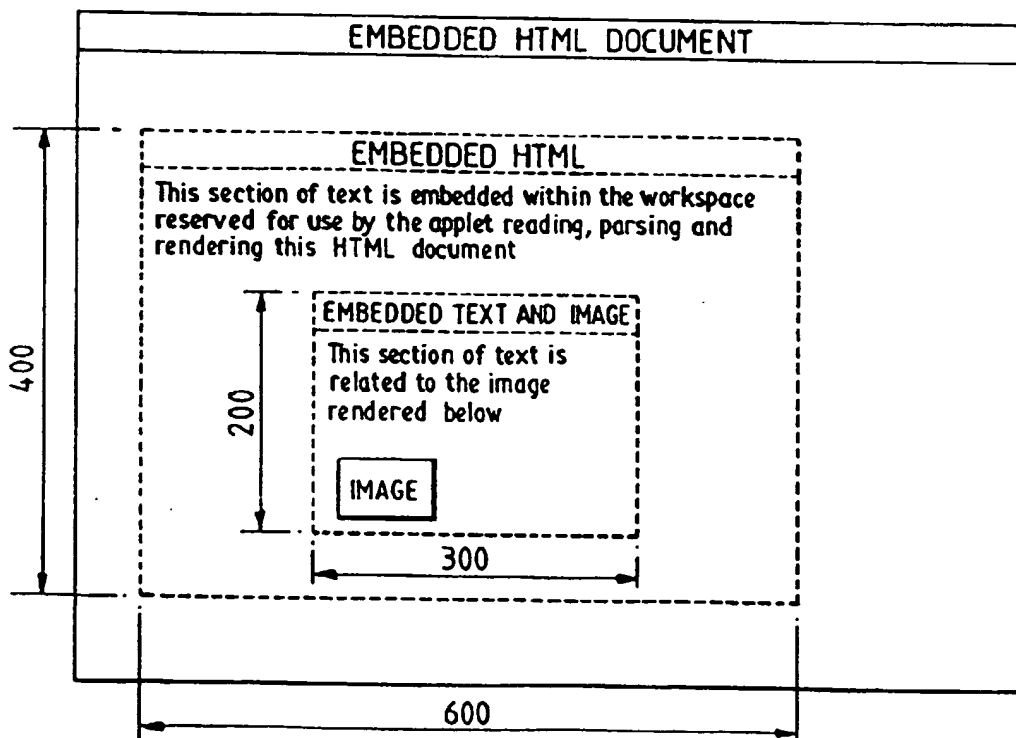 EMBEDDED HTML DOCUMENT
EMBEDDED HTML
This section of text is embedded within the workspace
reserved for use by the applet reading, parsing and
rendering this HTML document
EMBEDDED TEXT AND IMAGE
This section of text is
related to the image
rendered below
IMAGE
400
200
300
600